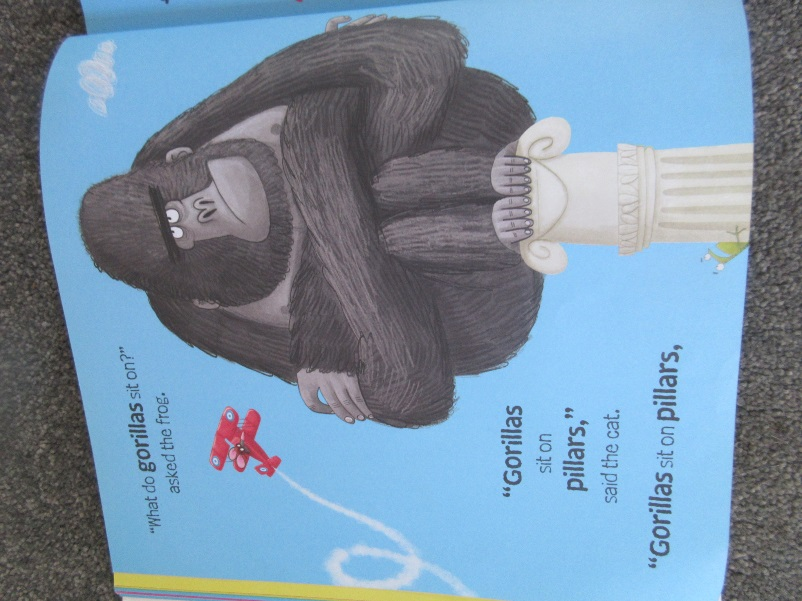 “What do gorillas sit on?”
asked the frog.
“Gorillas
sit on
pillars,”
said the cat.
“Gorillas sit on pillars,